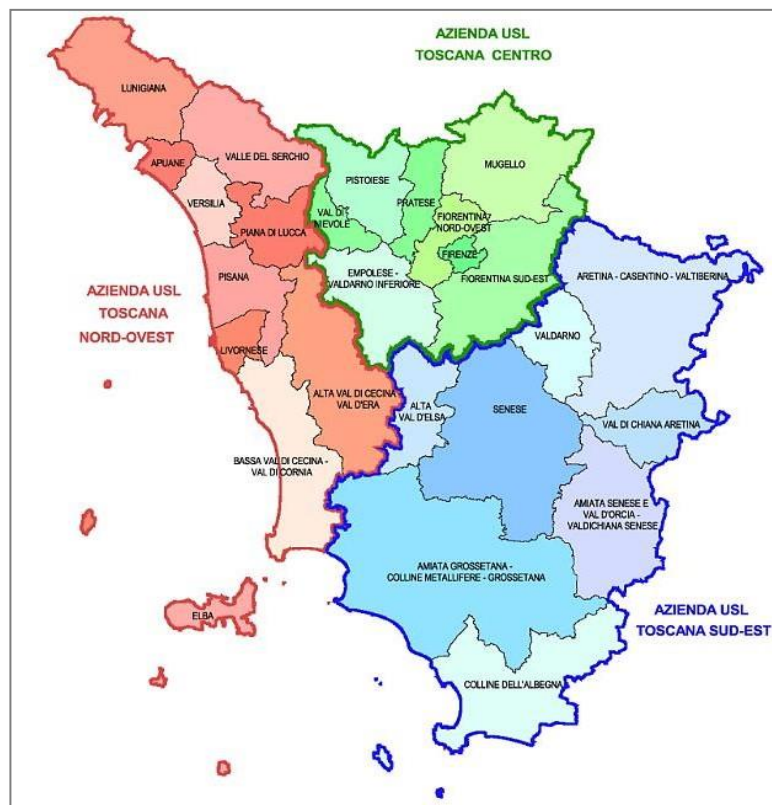 AZIENDA USL
TOSCANA CENTRO
LUNIGIANA
APUANE
VALLE DEL SERCHIO
VERSILIA
PIANA DI LUCCA
PISTOIESE
VAL DI
NIEVOLE
PRATESE
MUGELLO
FIORENTINA
NORD-OVEST
FIRENZE
EMPOLESE -
VALDARNO INFERIORE
FIORENTINA SUD-EST
ARETINA - CASENTINO - VALTIBERINA
PISANA
AZIENDA USL
TOSCANA
NORD-OVEST
LIVORNESE
VALDARNO
ALTA VAL DI CECINA
VAL D'ERA
ALTA
VAL D'ELSA
SENESE
VAL DI CHIANA ARETINA
BASSA VAL DI CECINA -
VAL DI CORNIA
AMIATA SENESE E
VAL D'ORCIA -
VALDICHIANA SENESE
AMIATA GROSSETANA -
COLLINE METALLIFERE - GROSSETANA
ELBA
AZIENDA USL
TOSCANA SUD-EST
COLLINE DELL'ALBEGNA